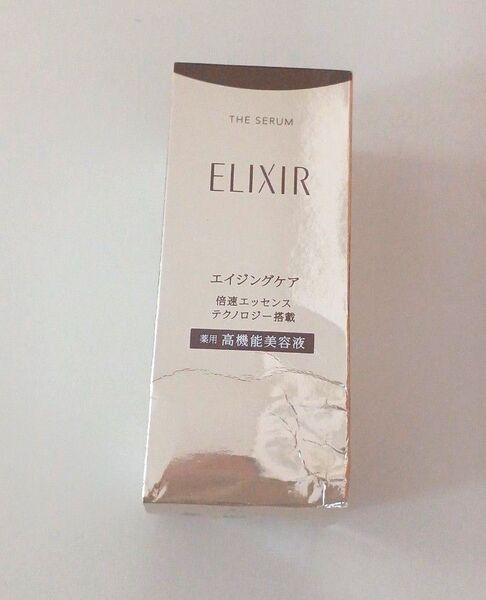 THE SERUM
ELIXIR
エイジングケア
倍速エッセンス
テクノロジー搭載
薬用 高機能美容液